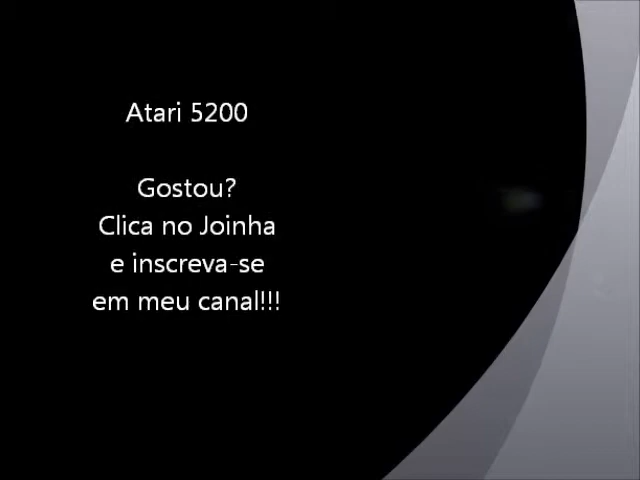 Atari 5200
Gostou?
Clica no Joinha
e inscreva-se
em meu canal!!!